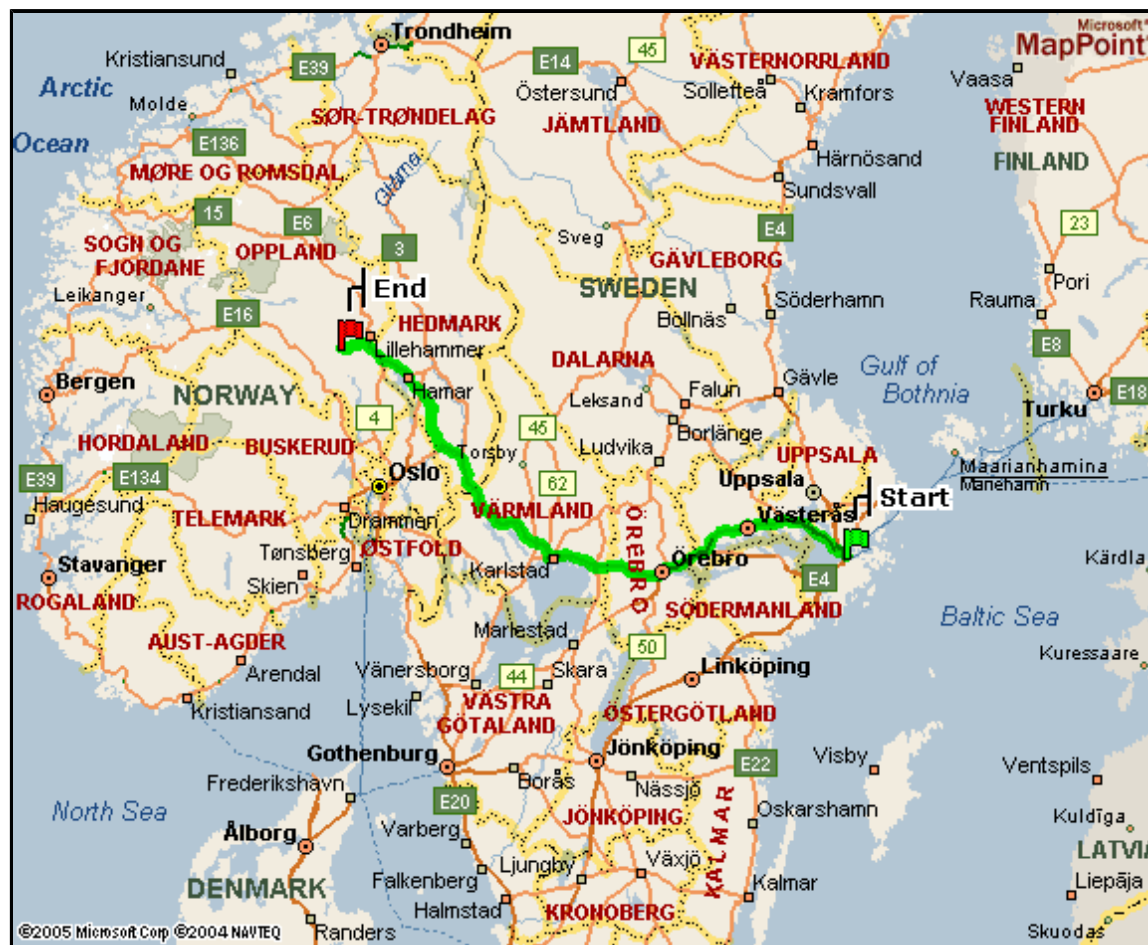 Microsoft®
MapPoint®
Trondheim
Kristiansund
E39
45
E14
VÄSTERNORRLAND
Vaasa
Arctic
Ocean
Molde
Östersund
Sollefteå
Kramfors
WESTERN
FINLAND
SØR-TRØNDELAG
JÄMTLAND
E136
Härnösand
FINLAND
MØRE OG ROMSDAL
Glåma
Sundsvall
15
E6
3
Sveg
E4
23
SOGN OG
FJORDANE
OPPLAND
GÄVLEBORG
Pori
Leikanger
End
SWEDEN
Söderhamn
Rauma
E16
HEDMARK
Bollnäs
Lillehammer
DALARNA
Gulf of
Bothnia
E8
Bergen
NORWAY
Hamar
Leksand
Falun
Gävle
Turku
E18
4
45
Borlänge
HORDALAND
BUSKERUD
Torsby
Ludvika
UPPSALA
Maarianhamina
Mariehamn
E39
E134
Oslo
62
Uppsala
Start
Haugesund
Drammen
VÄRMLAND
ÖREBRO
Västerås
TELEMARK
ØSTFOLD
Tønsberg
Karlstad
Örebro
E4
Kärdla
Stavanger
Skien
SÖDERMANLAND
ROGALAND
Baltic Sea
AUST-AGDER
Mariestad
50
Kuressaare
Arendal
Vänersborg
44
Skara
Linköping
Kristiansand
Lysekil
VÄSTRA
GÖTALAND
ÖSTERGÖTLAND
Gothenburg
Jönköping
Visby
E22
Ventspils
Frederikshavn
Borås
Nässjö
North Sea
E20
JÖNKÖPING
KALMAR
Oskarshamn
Kuldīga
Ålborg
Varberg
LATVIA
Ljungby
Växjö
DENMARK
Falkenberg
Kalmar
Liepāja
Halmstad
KRONOBERG
Skuodas
©2005 Microsoft Corp ©2004 NAVTEQ
Randers